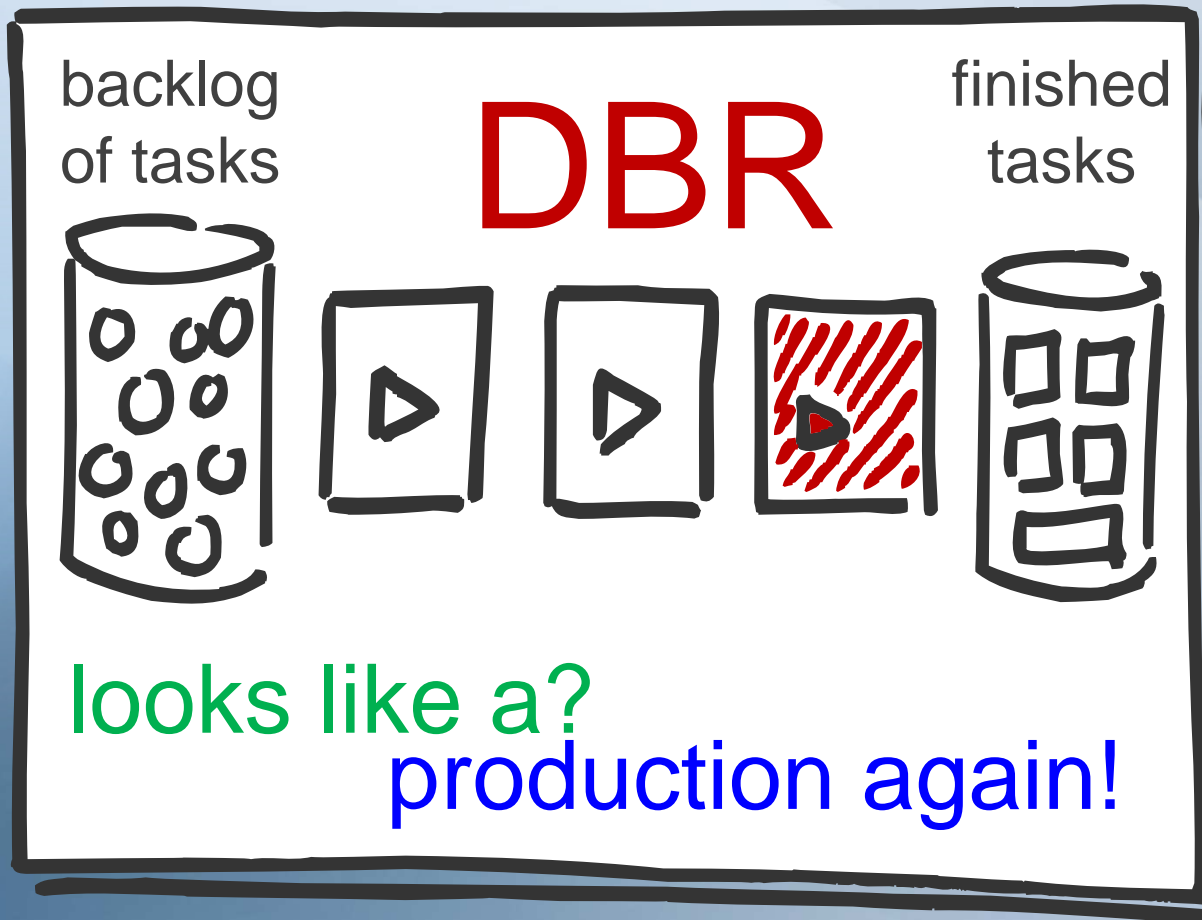 backlog
of tasks
DBR
finished
tasks
looks like a?
production again!